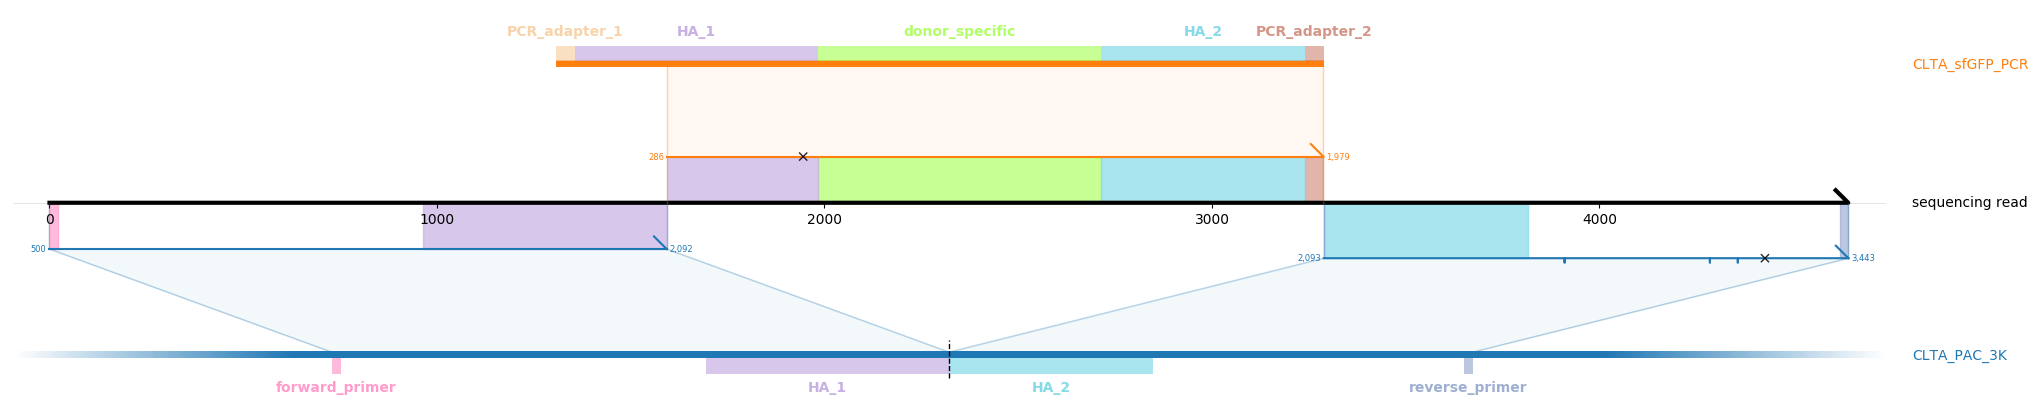 PCR_adapter_1 HA_1 donor_specific HA_2 PCR_adapter_2
CLTA_sfGFP_PCR
286 1,979
sequencing read
0 1000 2000 3000 4000
500 2,092 2,093 3,443
CLTA_PAC_3K
forward_primer HA_1 HA_2 reverse_primer